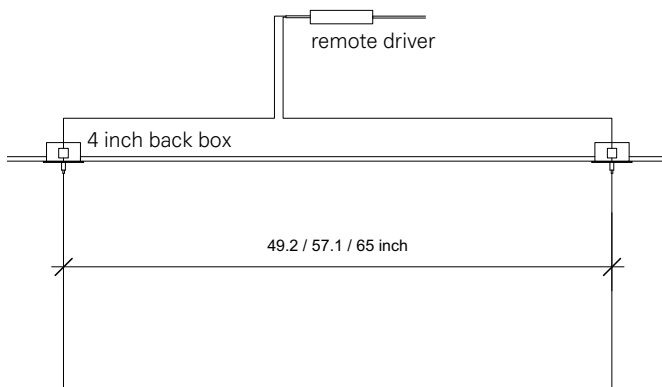 remote driver
4 inch back box
49.2 / 57.1 / 65 inch